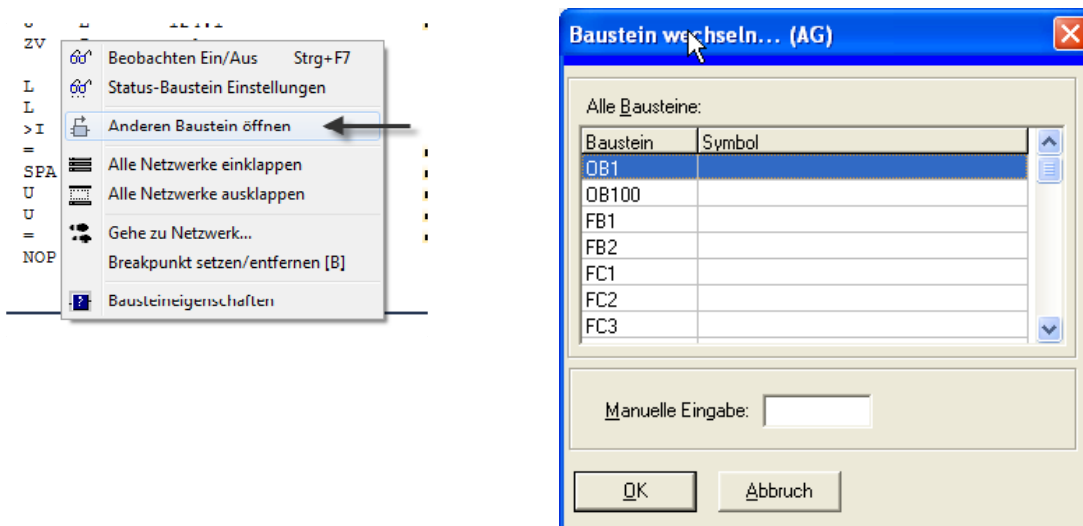 ZV
L
L
>I
=
SPA
U
U
=
NOP
Beobachten Ein/Aus Strg+F7
Status-Baustein Einstellungen
Anderen Baustein öffnen
Alle Netzwerke einklappen
Alle Netzwerke ausklappen
Gehe zu Netzwerk...
Breakpunkt setzen/entfernen [B]
Bausteineigenschaften
Baustein wechseln... (AG)
Alle Bausteine:
Baustein Symbol
OB1
OB100
FB1
FB2
FC1
FC2
FC3
Manuelle Eingabe:
OK Abbruch